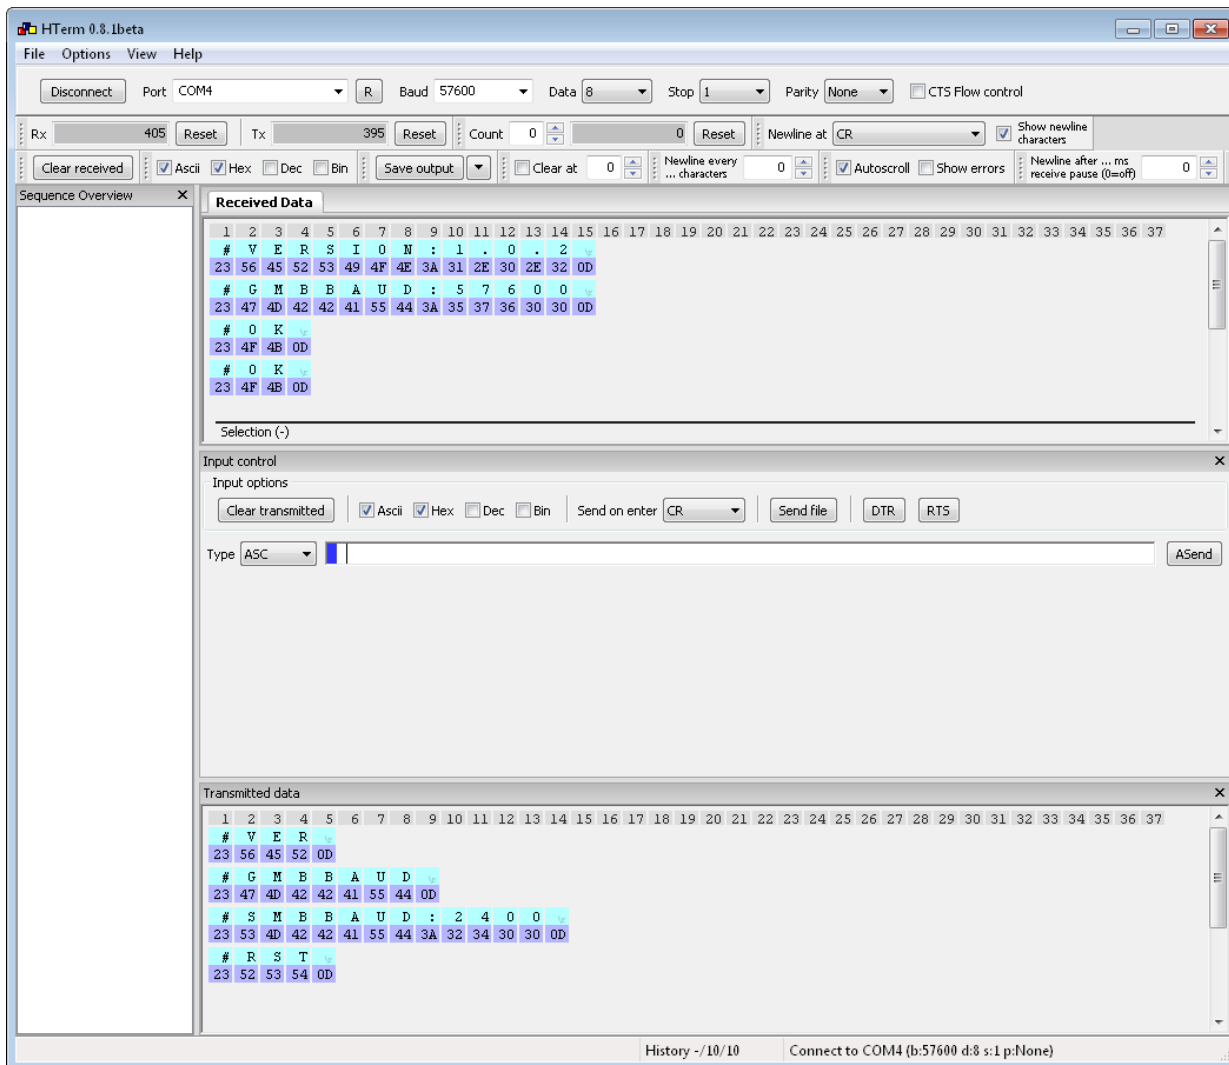 HTerm 0.8.1beta
File Options View Help
Disconnect Port COM4 R Baud 57600 Data 8 Stop 1 Parity None CTS Flow control
Rx 405 Reset Tx 395 Reset Count 0 0 Reset Newline at CR Show newline characters
Clear received Ascii Hex Dec Bin Save output Clear at 0 Newline every ... characters 0 Autoscroll Show errors Newline after ... ms receive pause (0=off) 0
Sequence Overview
Received Data
1 2 3 4 5 6 7 8 9 10 11 12 13 14 15 16 17 18 19 20 21 22 23 24 25 26 27 28 29 30 31 32 33 34 35 36 37
# V E R S I O N : 1 . 0 . 2 \r
23 56 45 52 53 49 4F 4E 3A 31 2E 30 2E 32 0D
# G M B B A U D : 5 7 6 0 0 \r
23 47 4D 42 42 41 55 44 3A 35 37 36 30 30 0D
# O K \r
23 4F 4B 0D
# O K \r
23 4F 4B 0D
Selection (-)
Input control
Input options
Clear transmitted Ascii Hex Dec Bin Send on enter CR Send file DTR RTS
Type ASC ASend
Transmitted data
1 2 3 4 5 6 7 8 9 10 11 12 13 14 15 16 17 18 19 20 21 22 23 24 25 26 27 28 29 30 31 32 33 34 35 36 37
# V E R \r
23 56 45 52 0D
# G M B B A U D \r
23 47 4D 42 42 41 55 44 0D
# S M B B A U D : 2 4 0 0 \r
23 53 4D 42 42 41 55 44 3A 32 34 30 30 0D
# R S T \r
23 52 53 54 0D
History -/10/10 Connect to COM4 (b:57600 d:8 s:1 p:None)